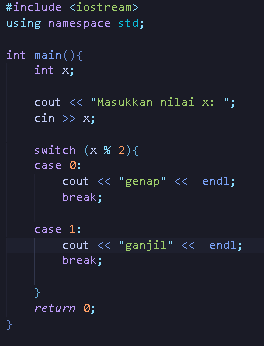 #include <iostream>
using namespace std;

int main(){
    int x;

    cout << "Masukkan nilai x: ";
    cin >> x;

    switch (x % 2){
    case 0:
        cout << "genap" <<  endl;
        break;

    case 1:
        cout << "ganjil" <<  endl;
        break;

    }
    return 0;
}